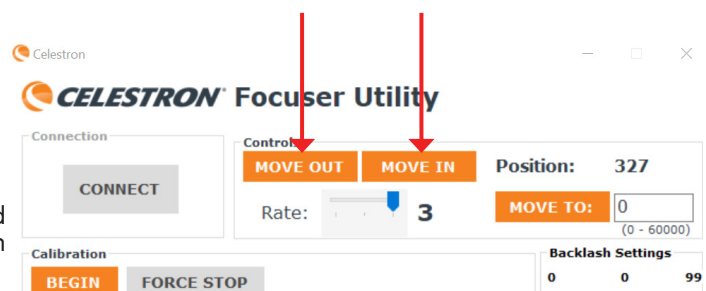 Celestron
CELESTRON Focuser Utility
Connection
CONNECT
Controls
MOVE OUT MOVE IN Position: 327
Rate: 3 MOVE TO: 0
(0 - 60000)
Calibration
BEGIN FORCE STOP
Backlash Settings
0 0 99